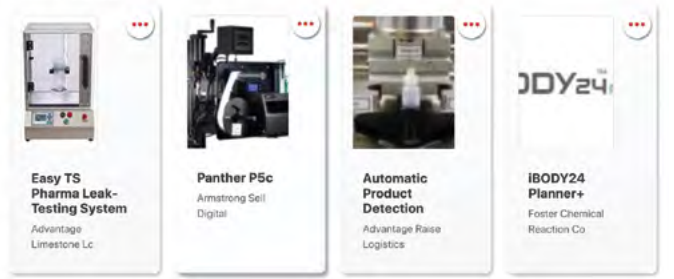 Easy TS
Pharma Leak-
Testing System
Advantage
Limestone Lc
Panther P5c
Armstrong Sell
Digital
Automatic
Product
Detection
Advantage Raise
Logistics
ODY24
iBODY24
Planner+
Foster Chemical
Reaction Co